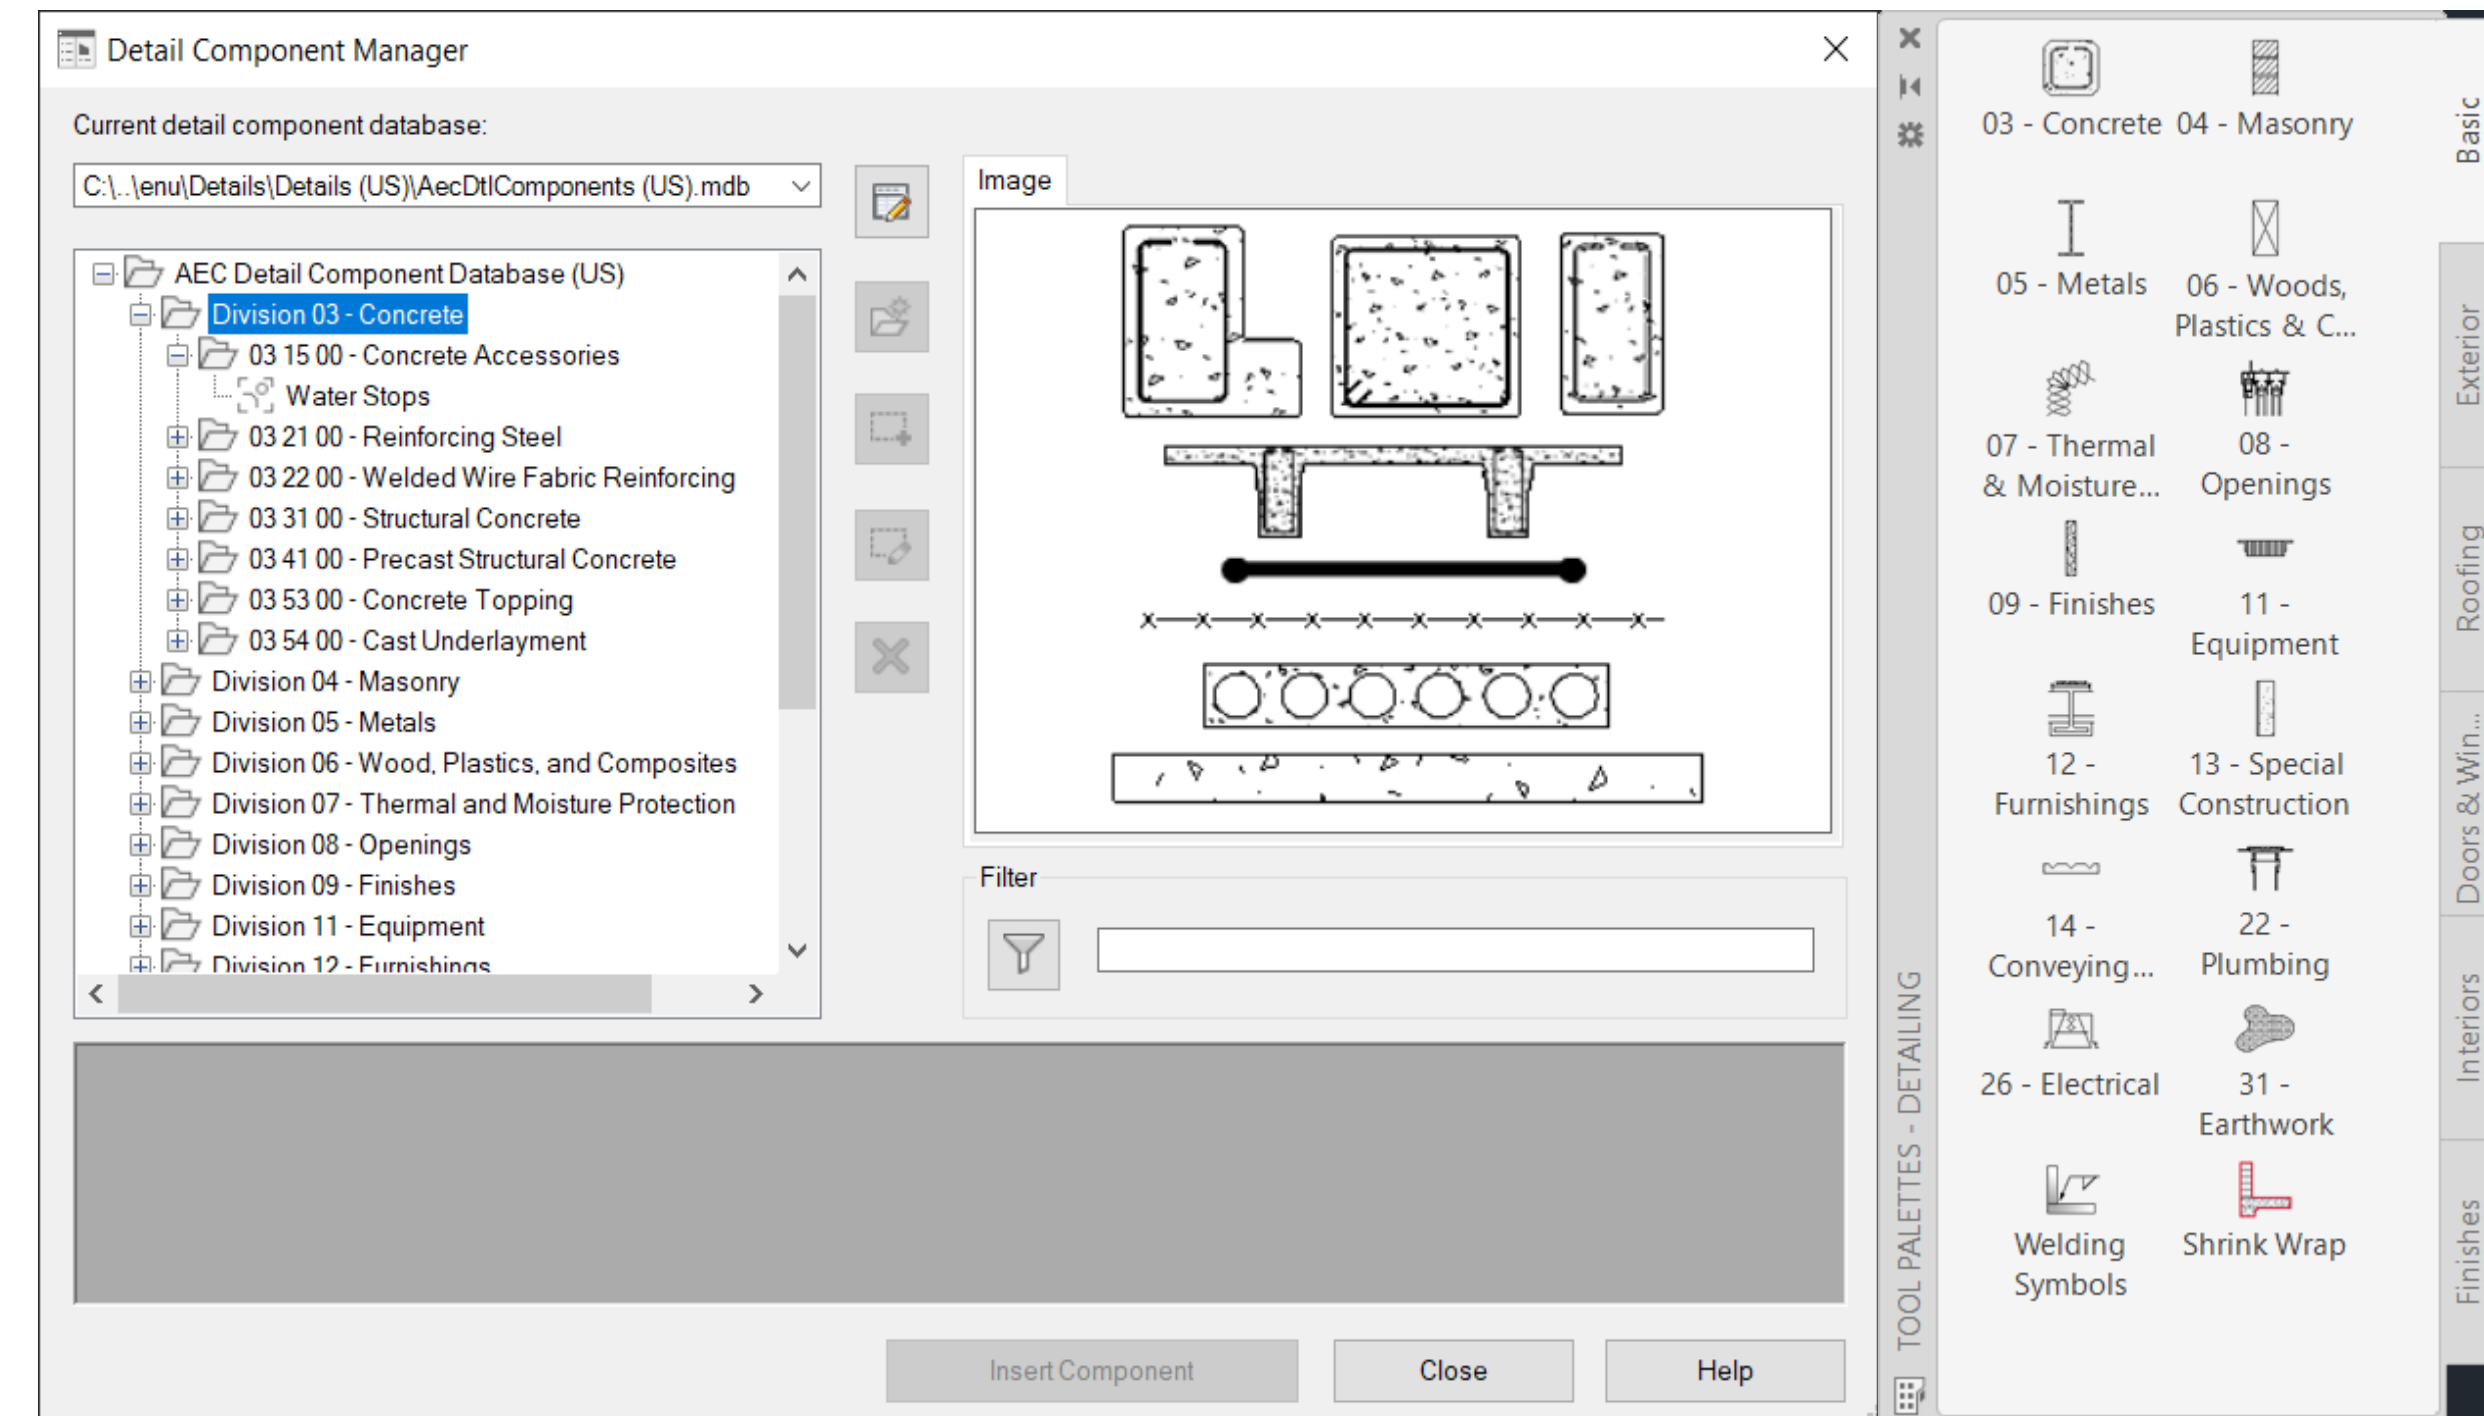 Detail Component Manager
Current detail component database:
C:\..\enu\Details\Details (US)\AecDtlComponents (US).mdb
AEC Detail Component Database (US)
Division 03 - Concrete
03 15 00 - Concrete Accessories
Water Stops
03 21 00 - Reinforcing Steel
03 22 00 - Welded Wire Fabric Reinforcing
03 31 00 - Structural Concrete
03 41 00 - Precast Structural Concrete
03 53 00 - Concrete Topping
03 54 00 - Cast Underlayment
Division 04 - Masonry
Division 05 - Metals
Division 06 - Wood, Plastics, and Composites
Division 07 - Thermal and Moisture Protection
Division 08 - Openings
Division 09 - Finishes
Division 11 - Equipment
Division 12 - Furnishings
Image
Filter
Insert Component
Close
Help
TOOL PALETTES - DETAILING
03 - Concrete
04 - Masonry
05 - Metals
06 - Woods,
Plastics & C...
07 - Thermal
& Moisture...
08 -
Openings
09 - Finishes
11 -
Equipment
12 -
Furnishings
13 - Special
Construction
14 -
Conveying...
22 -
Plumbing
26 - Electrical
31 -
Earthwork
Welding
Symbols
Shrink Wrap
Basic
Exterior
Roofing
Doors & Win...
Interiors
Finishes